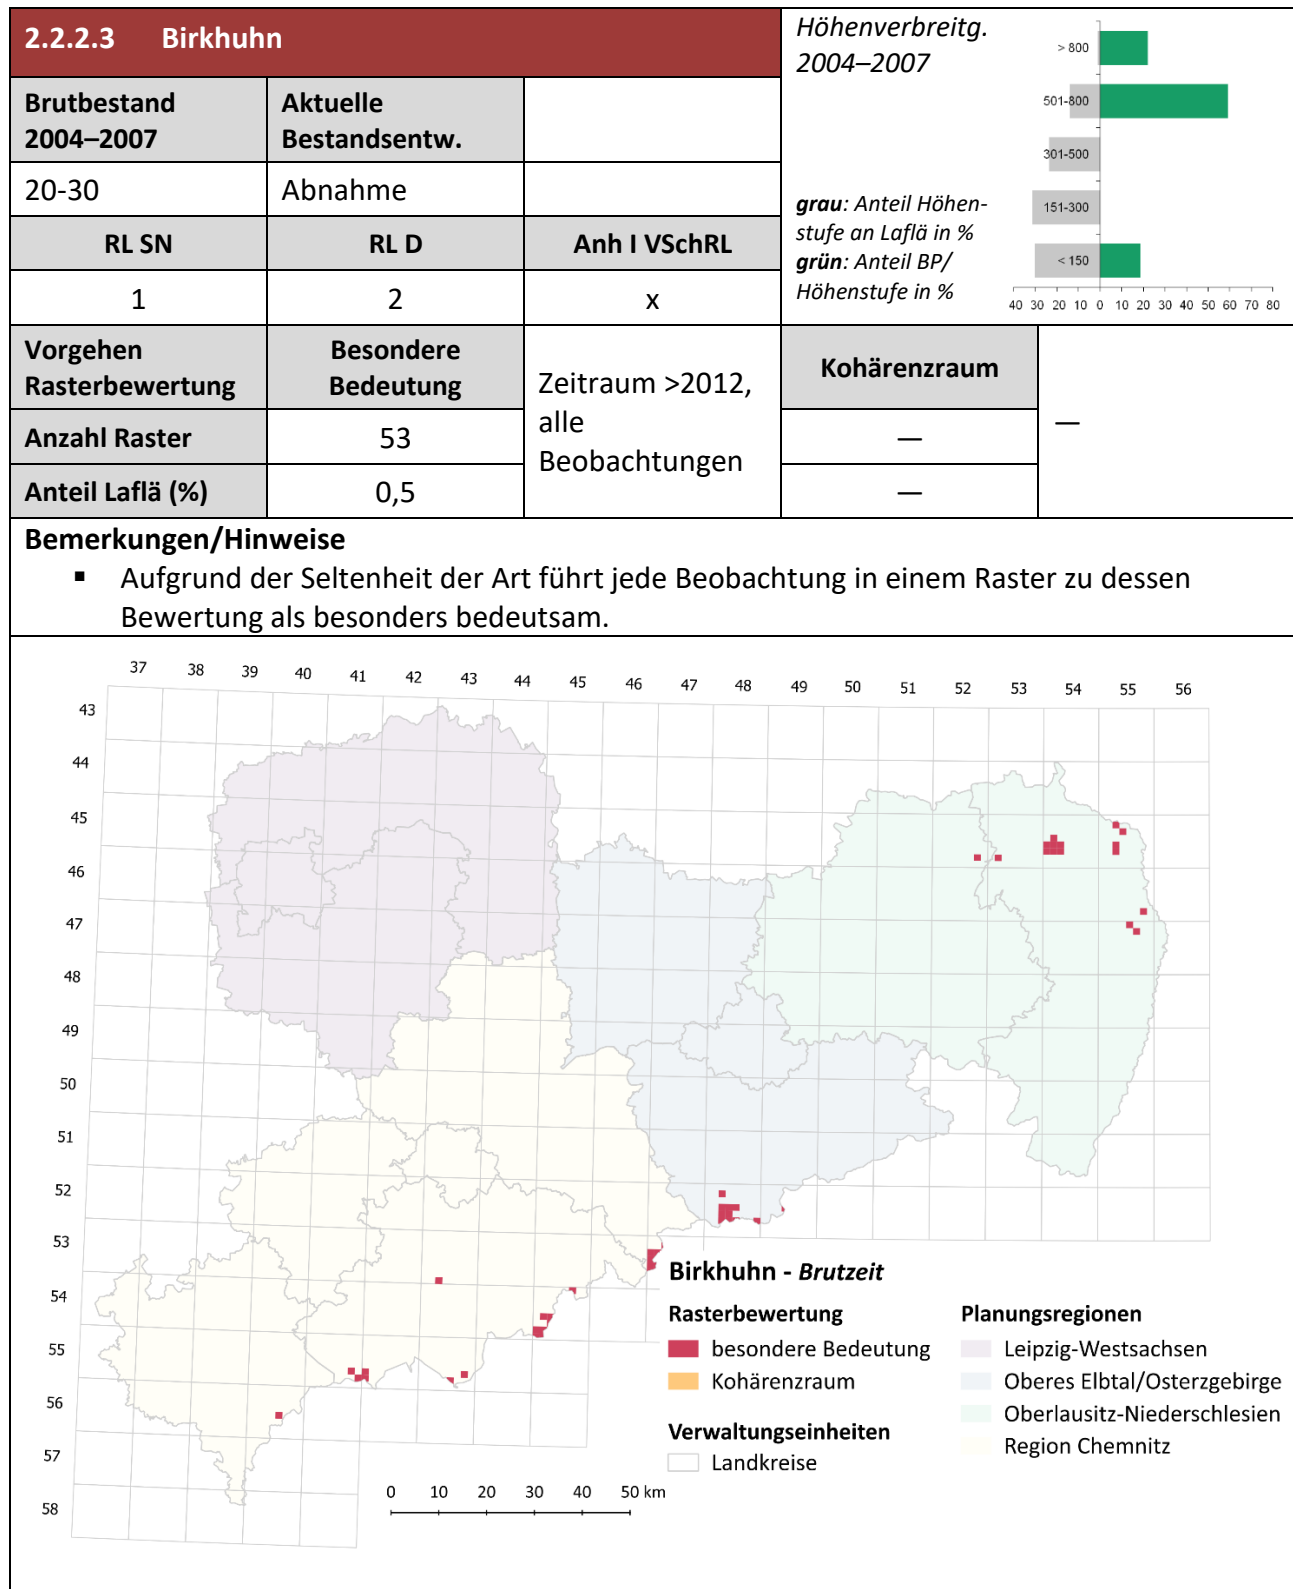 2.2.2.3 Birkhuhn
Höhenverbreitg.
2004–2007
> 800
501-800
301-500
151-300
< 150
40 30 20 10 0 10 20 30 40 50 60 70 80
grau: Anteil Höhen-
stufe an Laflä in %
grün: Anteil BP/
Höhenstufe in %
Brutbestand
2004–2007
Aktuelle
Bestandsentw.
20-30
Abnahme
RL SN
RL D
Anh I VSchRL
1
2
x
Vorgehen
Rasterbewertung
Besondere
Bedeutung
Zeitraum >2012,
alle
Beobachtungen
Kohärenzraum
—
Anzahl Raster
53
—
Anteil Laflä (%)
0,5
—
Bemerkungen/Hinweise
▪ Aufgrund der Seltenheit der Art führt jede Beobachtung in einem Raster zu dessen
Bewertung als besonders bedeutsam.
37 38 39 40 41 42 43 44 45 46 47 48 49 50 51 52 53 54 55 56
43
44
45
46
47
48
49
50
51
52
53
54
55
56
57
58
Birkhuhn - Brutzeit
Rasterbewertung
besondere Bedeutung
Kohärenzraum
Verwaltungseinheiten
Landkreise
Planungsregionen
Leipzig-Westsachsen
Oberes Elbtal/Osterzgebirge
Oberlausitz-Niederschlesien
Region Chemnitz
0 10 20 30 40 50 km